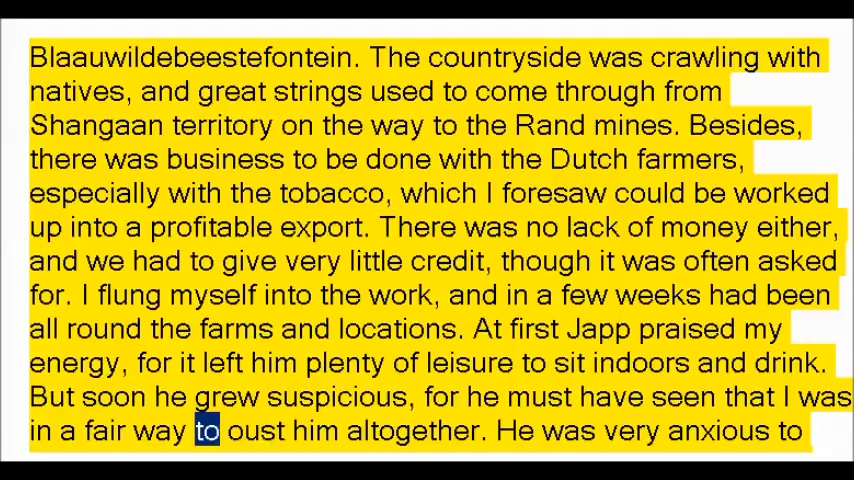 Blaauwildebeestefontein. The countryside was crawling with
natives, and great strings used to come through from
Shangaan territory on the way to the Rand mines. Besides,
there was business to be done with the Dutch farmers,
especially with the tobacco, which I foresaw could be worked
up into a profitable export. There was no lack of money either,
and we had to give very little credit, though it was often asked
for. I flung myself into the work, and in a few weeks had been
all round the farms and locations. At first Japp praised my
energy, for it left him plenty of leisure to sit indoors and drink.
But soon he grew suspicious, for he must have seen that I was
in a fair way to oust him altogether. He was very anxious to